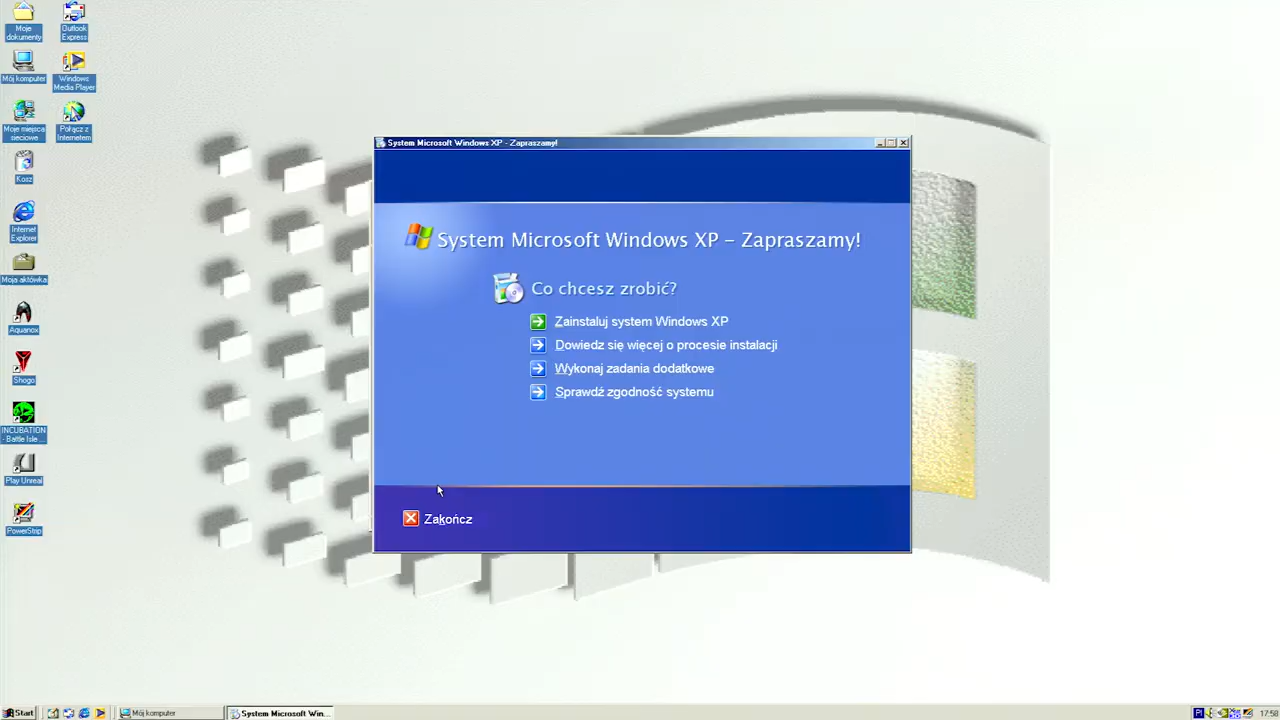 Moje
dokumenty
Outlook
Express
Mój komputer
Windows
Media Player
Moje miejsca
sieciowe
Połącz z
Internetem
Kosz
Internet
Explorer
Moja aktówka
Aquanox
Shogo
INCUBATION
- Battle Isle ...
Play Unreal
PowerStrip
System Microsoft Windows XP - Zapraszamy!
System Microsoft Windows XP – Zapraszamy!
Co chcesz zrobić?
Zainstaluj system Windows XP
Dowiedz się więcej o procesie instalacji
Wykonaj zadania dodatkowe
Sprawdź zgodność systemu
Zakończ
Start
Mój komputer
System Microsoft Win...
Pl
17:58